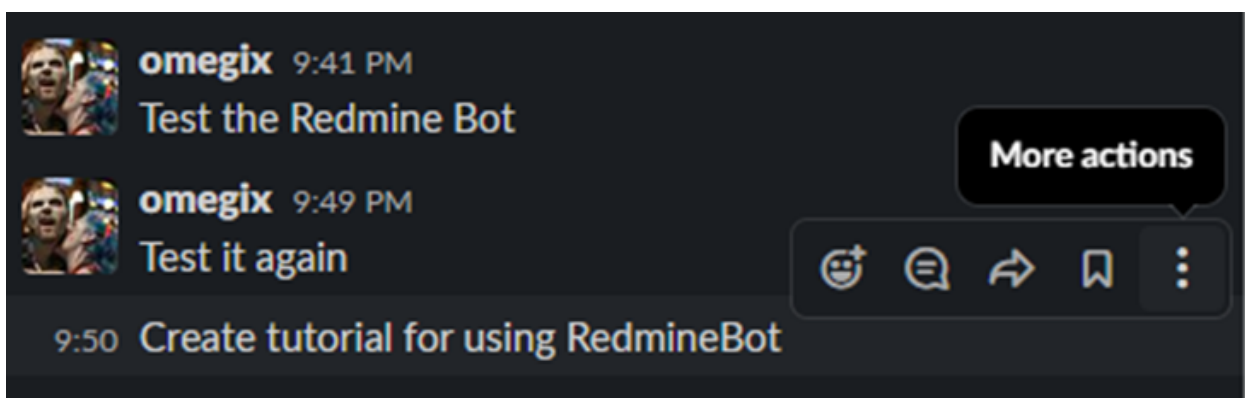 omegix 9:41 PM
Test the Redmine Bot
More actions
omegix 9:49 PM
Test it again
9:50 Create tutorial for using RedmineBot